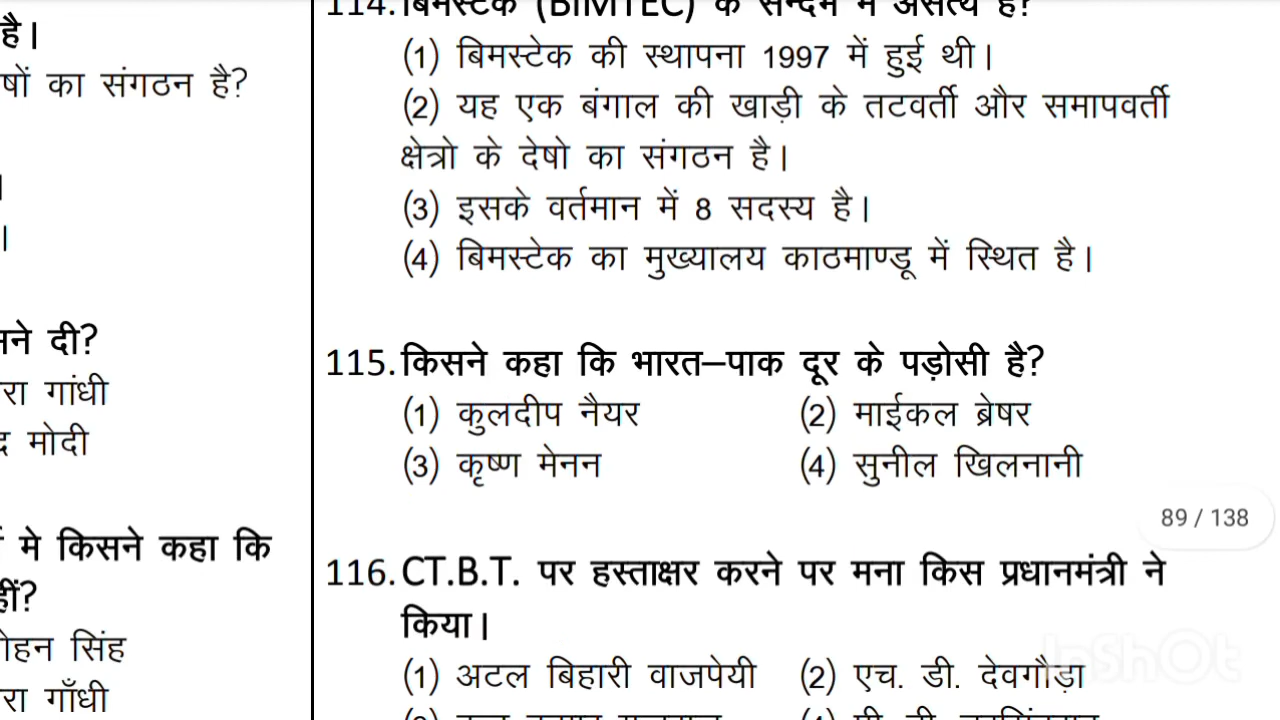 है।
षों का संगठन है?
।
।
ने दी?
रा गांधी
द मोदी
मे किसने कहा कि
हीं?
ोहन सिंह
रा गाँधी
114. बिमस्टेक (BIMTEC) के सन्दर्भ में असत्य है?
(1) बिमस्टेक की स्थापना 1997 में हुई थी।
(2) यह एक बंगाल की खाड़ी के तटवर्ती और समापवर्ती
क्षेत्रो के देषो का संगठन है।
(3) इसके वर्तमान में 8 सदस्य है।
(4) बिमस्टेक का मुख्यालय काठमाण्डू में स्थित है।
115. किसने कहा कि भारत–पाक दूर के पड़ोसी है?
(1) कुलदीप नैयर (2) माईकल ब्रेषर
(3) कृष्ण मेनन (4) सुनील खिलनानी
89 / 138
116. CT.B.T. पर हस्ताक्षर करने पर मना किस प्रधानमंत्री ने
किया।
(1) अटल बिहारी वाजपेयी (2) एच. डी. देवगौड़ा
InShOt